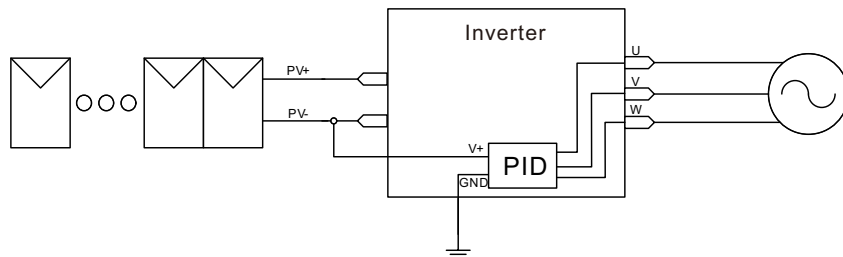 Inverter
U
PV+
V
PV-
W
V+
PID
GND